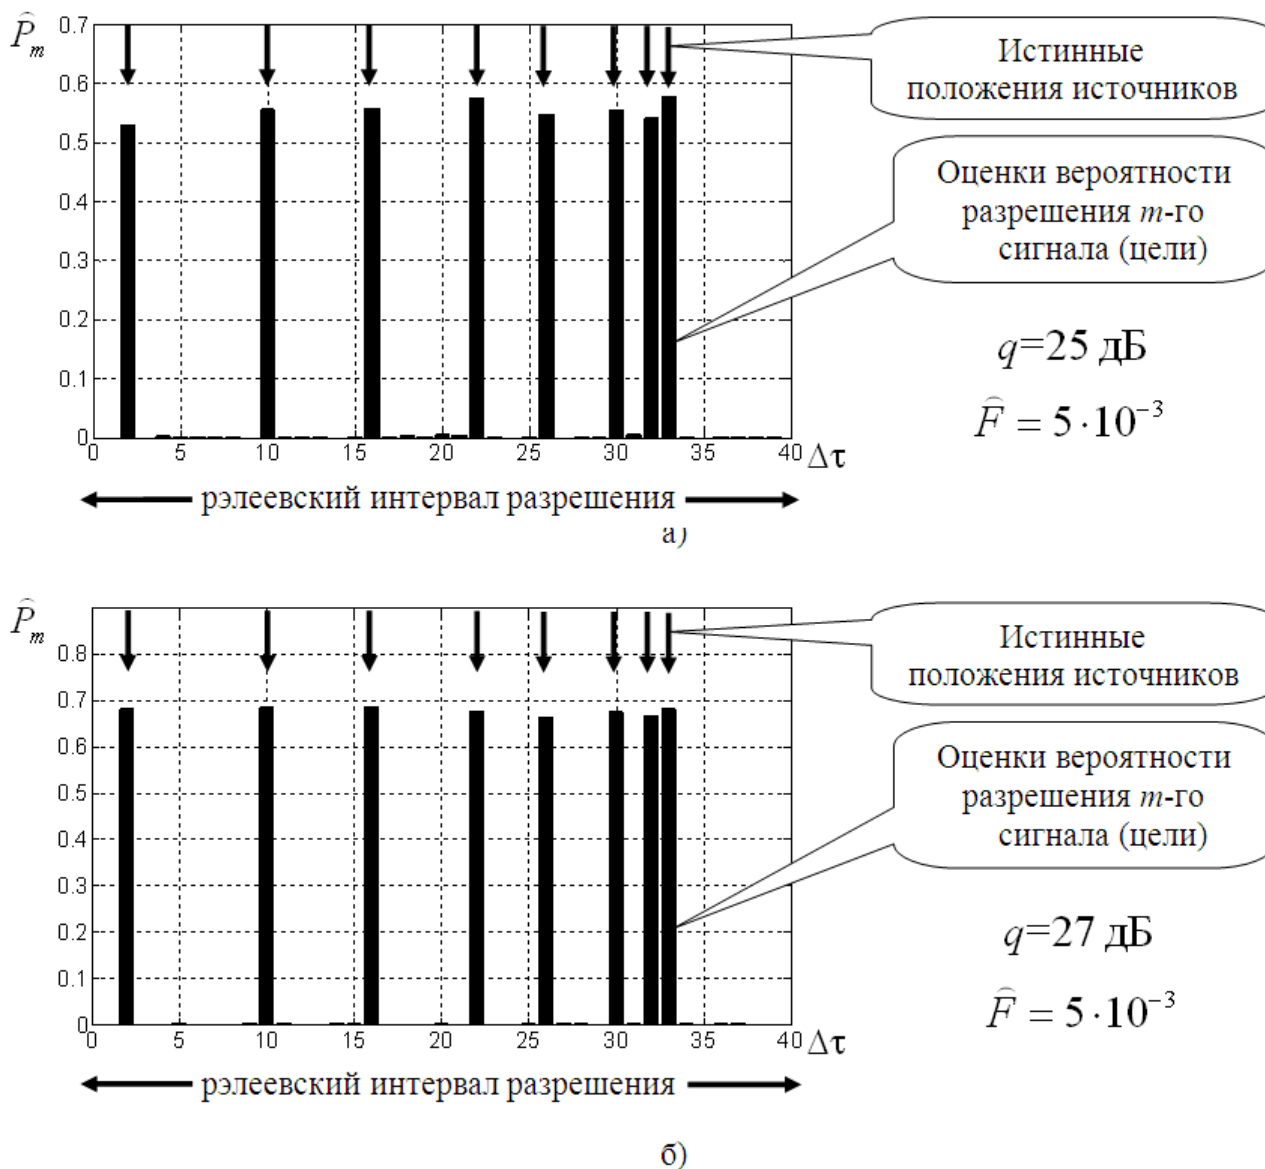 P̂m
0.7
0.6
0.5
0.4
0.3
0.2
0.1
0
0 5 10 15 20 25 30 35 40 Δτ
Истинные
положения источников
Оценки вероятности
разрешения m-го
сигнала (цели)
q=25 дБ
F̂ = 5·10⁻³
рэлеевский интервал разрешения
а)
P̂m
0.8
0.7
0.6
0.5
0.4
0.3
0.2
0.1
0
0 5 10 15 20 25 30 35 40 Δτ
Истинные
положения источников
Оценки вероятности
разрешения m-го
сигнала (цели)
q=27 дБ
F̂ = 5·10⁻³
рэлеевский интервал разрешения
б)